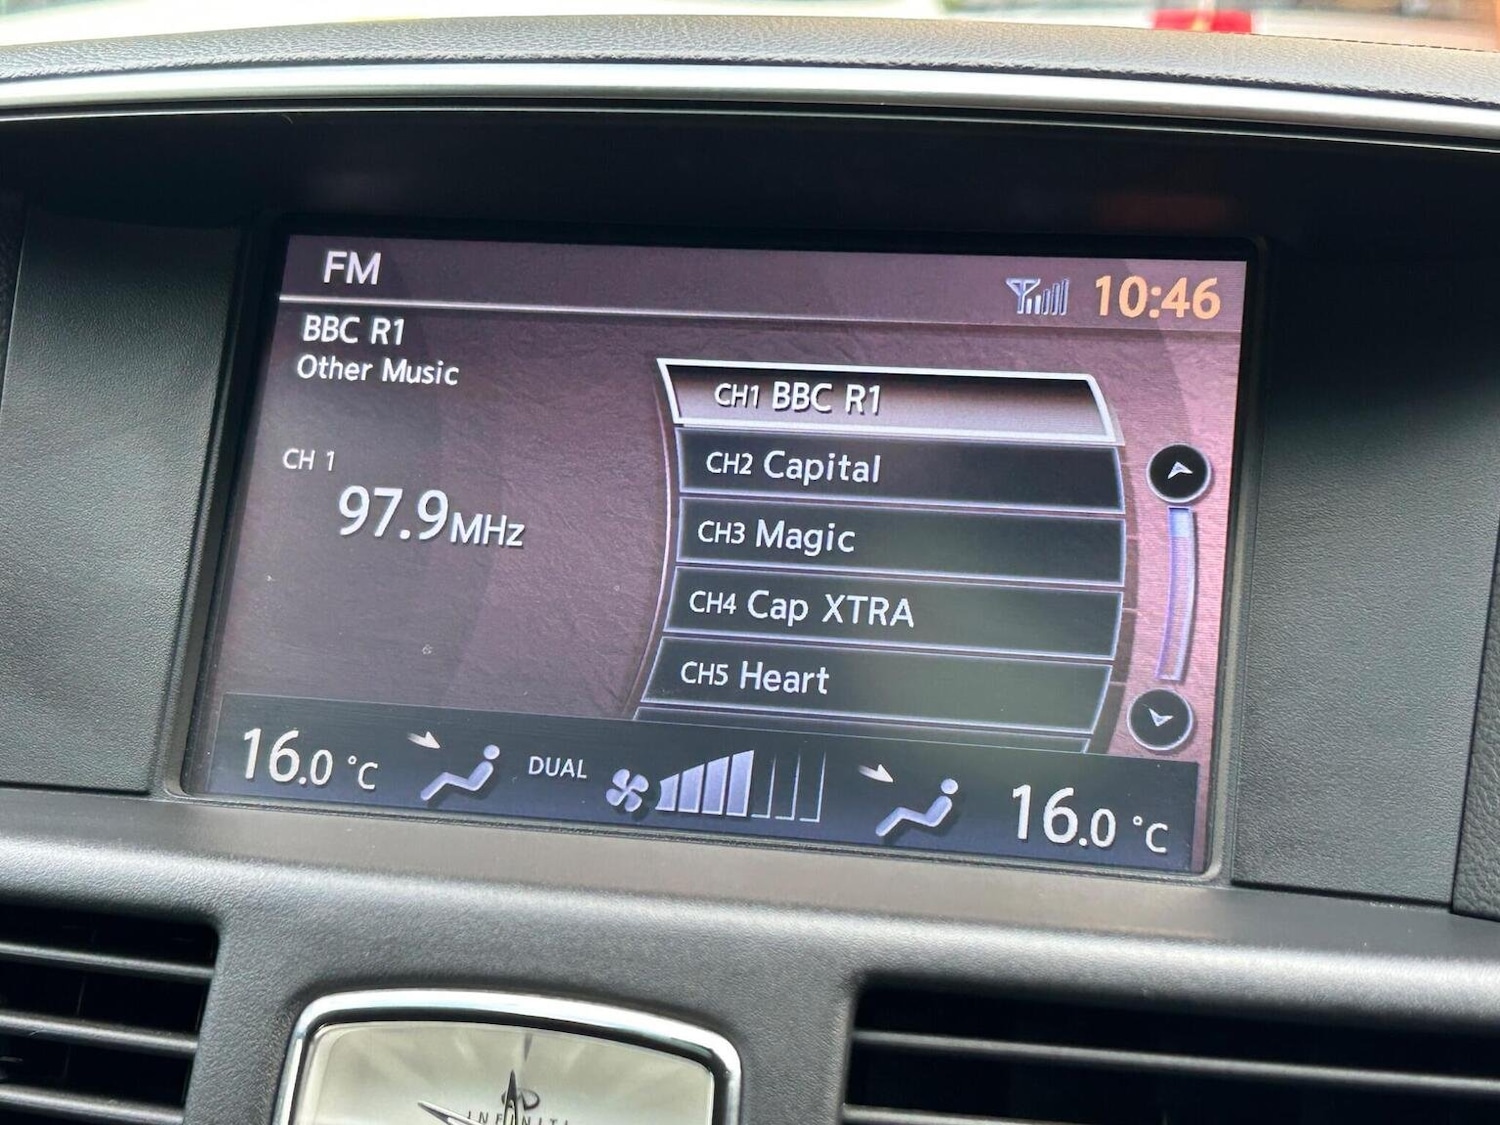 FM
10:46
BBC R1
Other Music
CH 1
97.9MHz
CH1 BBC R1
CH2 Capital
CH3 Magic
CH4 Cap XTRA
CH5 Heart
16.0 °C
DUAL
16.0 °C
INFINITI